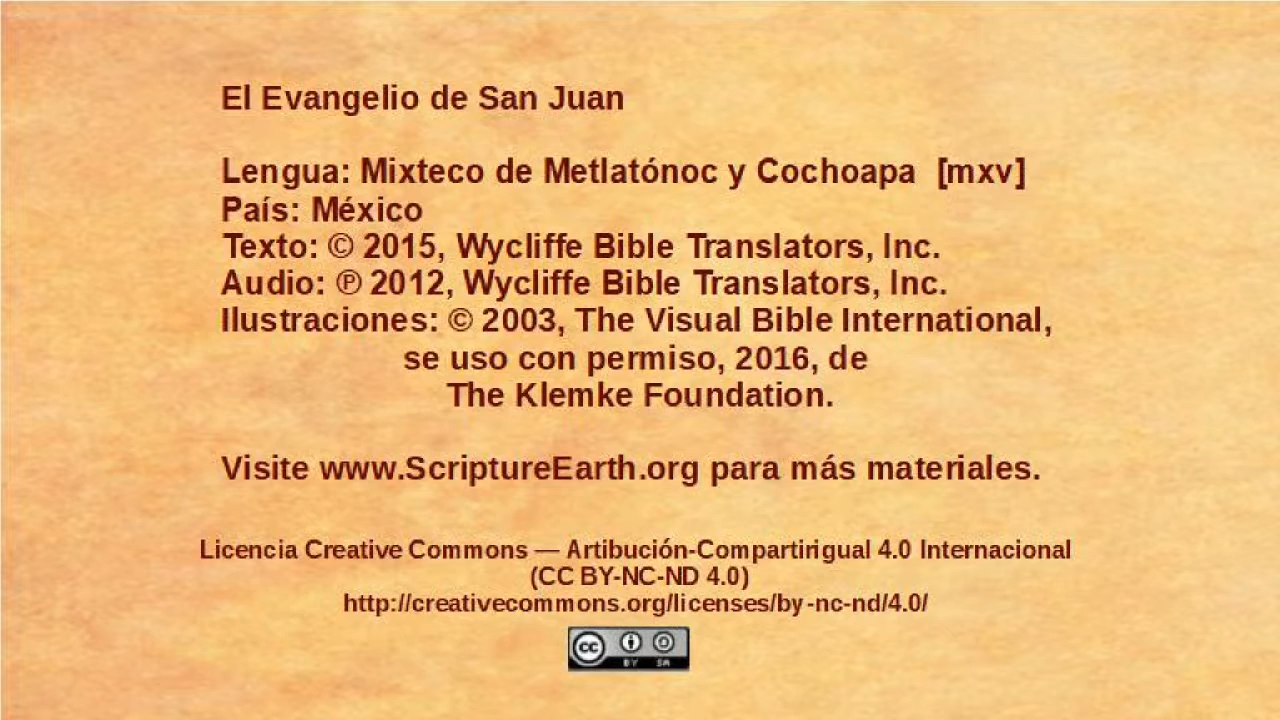 El Evangelio de San Juan
Lengua: Mixteco de Metlatónoc y Cochoapa [mxv]
País: México
Texto: © 2015, Wycliffe Bible Translators, Inc.
Audio: ℗ 2012, Wycliffe Bible Translators, Inc.
Ilustraciones: © 2003, The Visual Bible International,
se uso con permiso, 2016, de
The Klemke Foundation.
Visite www.ScriptureEarth.org para más materiales.
Licencia Creative Commons — Artibución-Compartirigual 4.0 Internacional
(CC BY-NC-ND 4.0)
http://creativecommons.org/licenses/by-nc-nd/4.0/
cc BY SA